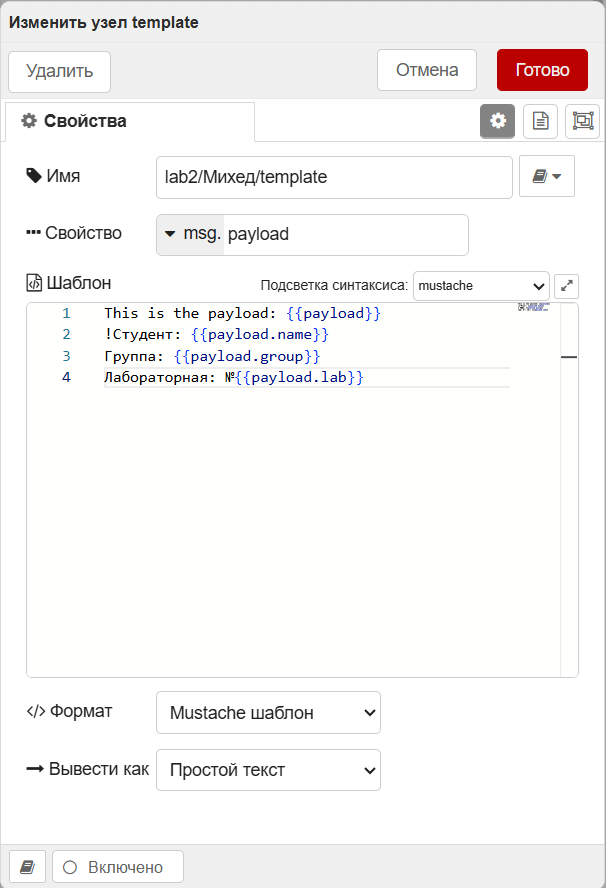 Изменить узел template
Удалить
Отмена
Готово
Свойства
Имя
lab2/Михед/template
Свойство
msg. payload
Шаблон
Подсветка синтаксиса:
mustache
1 This is the payload: {{payload}}
2 !Студент: {{payload.name}}
3 Группа: {{payload.group}}
4 Лабораторная: №{{payload.lab}}
</> Формат
Mustache шаблон
Вывести как
Простой текст
Включено